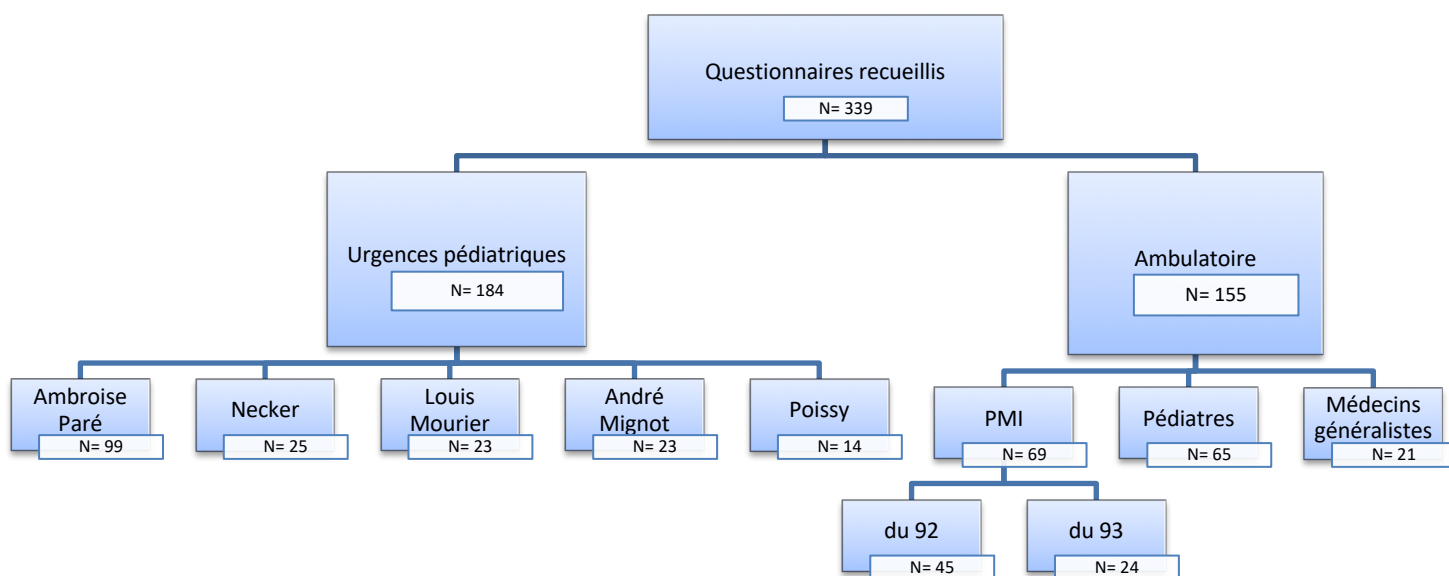 Questionnaires recueillis
N= 339
Urgences pédiatriques
N= 184
Ambulatoire
N= 155
Ambroise
Paré
N= 99
Necker
N= 25
Louis
Mourier
N= 23
André
Mignot
N= 23
Poissy
N= 14
PMI
N= 69
Pédiatres
N= 65
Médecins
généralistes
N= 21
du 92
N= 45
du 93
N= 24